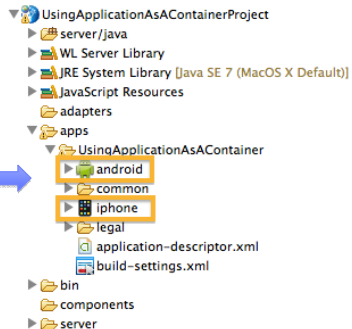 UsingApplicationAsAContainerProject
server/java
WL Server Library
JRE System Library [Java SE 7 (MacOS X Default)]
JavaScript Resources
adapters
apps
UsingApplicationAsAContainer
android
common
iphone
legal
application-descriptor.xml
build-settings.xml
bin
components
server